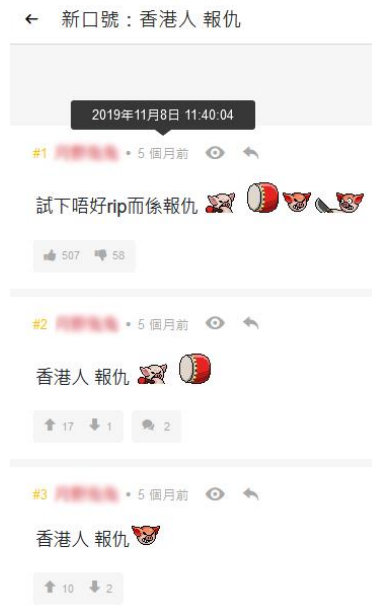 新口號：香港人 報仇
2019年11月8日 11:40:04
#1 • 5 個月前
試下唔好rip而係報仇
507 58
#2 • 5 個月前
香港人 報仇
17 1 2
#3 • 5 個月前
香港人 報仇
10 2